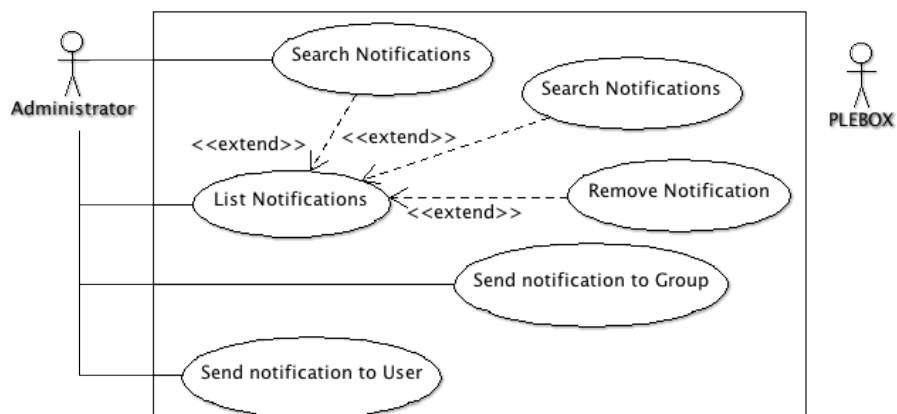 Search Notifications
Search Notifications
Administrator
PLEBOX
<<extend>>
<<extend>>
List Notifications
Remove Notification
<<extend>>
Send notification to Group
Send notification to User